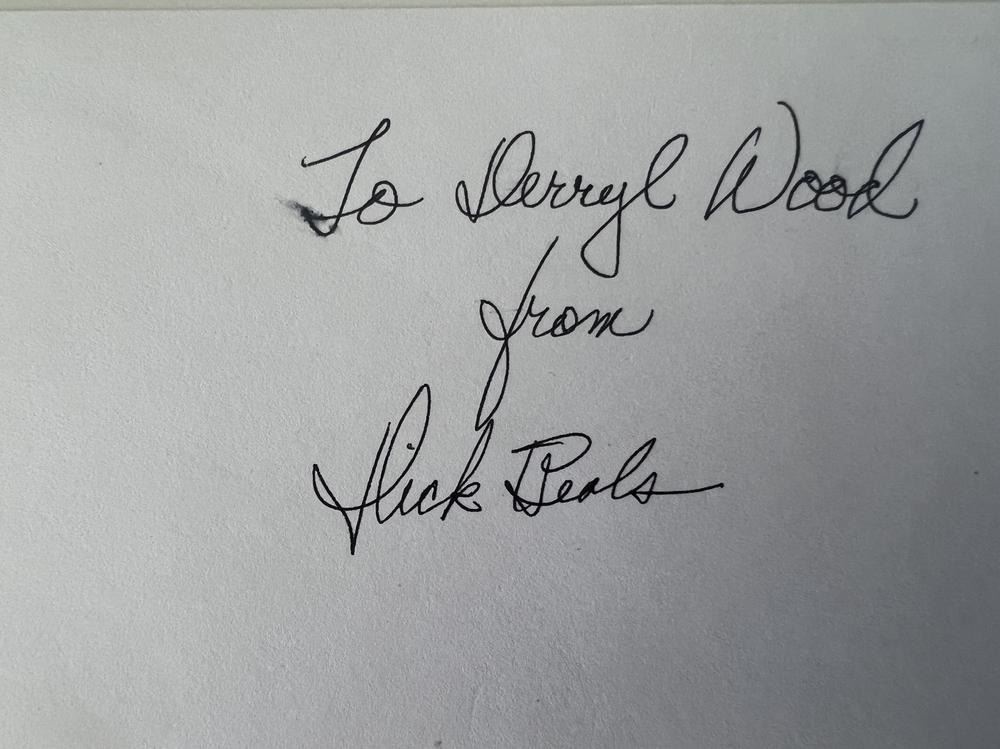 To Derryl Wood
from
Dick Beals